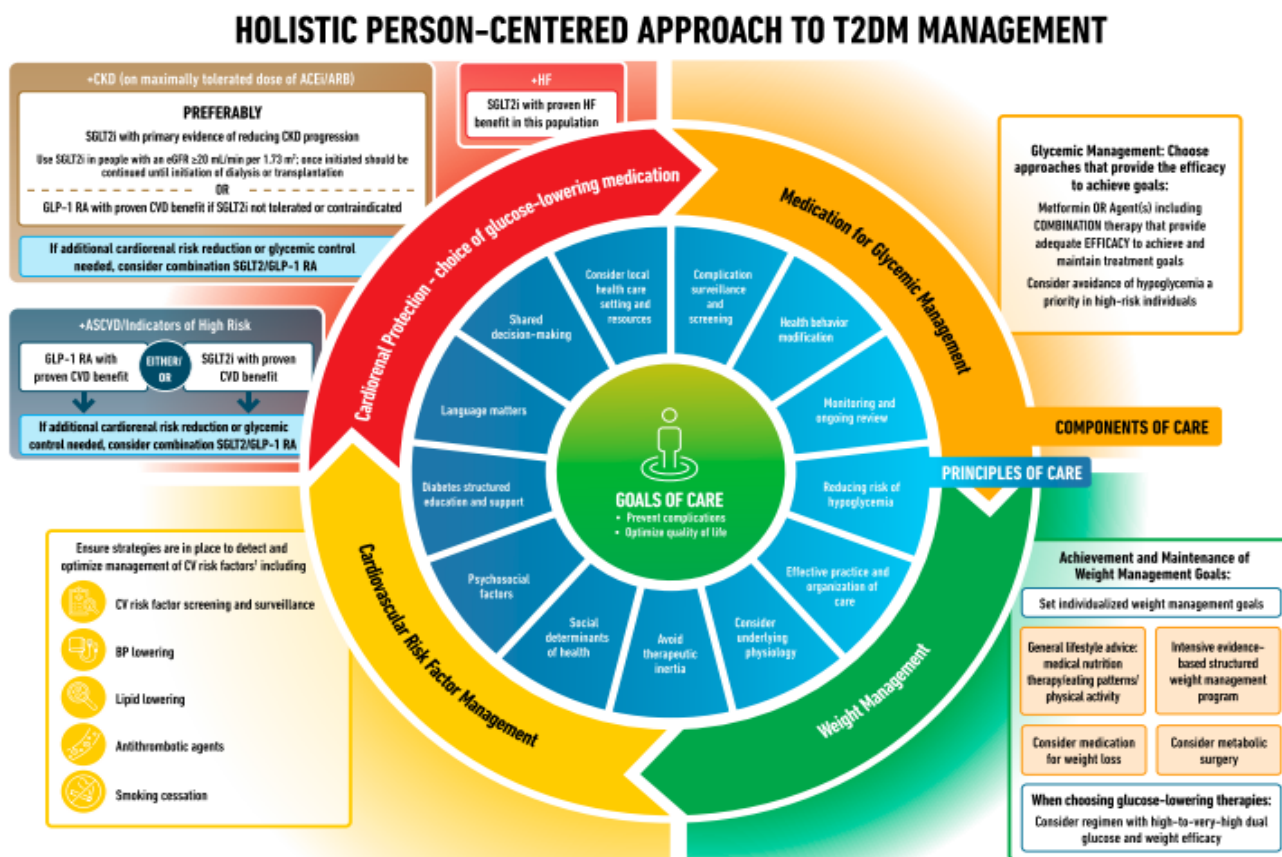 HOLISTIC PERSON-CENTERED APPROACH TO T2DM MANAGEMENT
+CKD (on maximally tolerated dose of ACEi/ARB)
PREFERABLY
SGLT2i with primary evidence of reducing CKD progression
Use SGLT2i in people with an eGFR ≥20 mL/min per 1.73 m²; once initiated should be
continued until initiation of dialysis or transplantation
OR
GLP-1 RA with proven CVD benefit if SGLT2i not tolerated or contraindicated
If additional cardiorenal risk reduction or glycemic control
needed, consider combination SGLT2/GLP-1 RA
+HF
SGLT2i with proven HF
benefit in this population
+ASCVD/Indicators of High Risk
GLP-1 RA with
proven CVD benefit
EITHER/
OR
SGLT2i with proven
CVD benefit
If additional cardiorenal risk reduction or glycemic
control needed, consider combination SGLT2/GLP-1 RA
Glycemic Management: Choose
approaches that provide the efficacy
to achieve goals:
Metformin OR Agent(s) including
COMBINATION therapy that provide
adequate EFFICACY to achieve and
maintain treatment goals
Consider avoidance of hypoglycemia a
priority in high-risk individuals
Cardiorenal Protection - choice of glucose-lowering medication
Medication for Glycemic Management
Weight Management
Cardiovascular Risk Factor Management
COMPONENTS OF CARE
PRINCIPLES OF CARE
Consider local
health care
setting and
resources
Complication
surveillance
and
screening
Health behavior
modification
Monitoring and
ongoing review
Reducing risk of
hypoglycemia
Effective practice and
organization of
care
Consider
underlying
physiology
Avoid
therapeutic
inertia
Social
determinants
of health
Psychosocial
factors
Diabetes structured
education and support
Language matters
Shared
decision-making
GOALS OF CARE
• Prevent complications
• Optimize quality of life
Ensure strategies are in place to detect and
optimize management of CV risk factors¹ including
CV risk factor screening and surveillance
BP lowering
Lipid lowering
Antithrombotic agents
Smoking cessation
Achievement and Maintenance of
Weight Management Goals:
Set individualized weight management goals
General lifestyle advice:
medical nutrition
therapy/eating patterns/
physical activity
Intensive evidence-
based structured
weight management
program
Consider medication
for weight loss
Consider metabolic
surgery
When choosing glucose-lowering therapies:
Consider regimen with high-to-very-high dual
glucose and weight efficacy